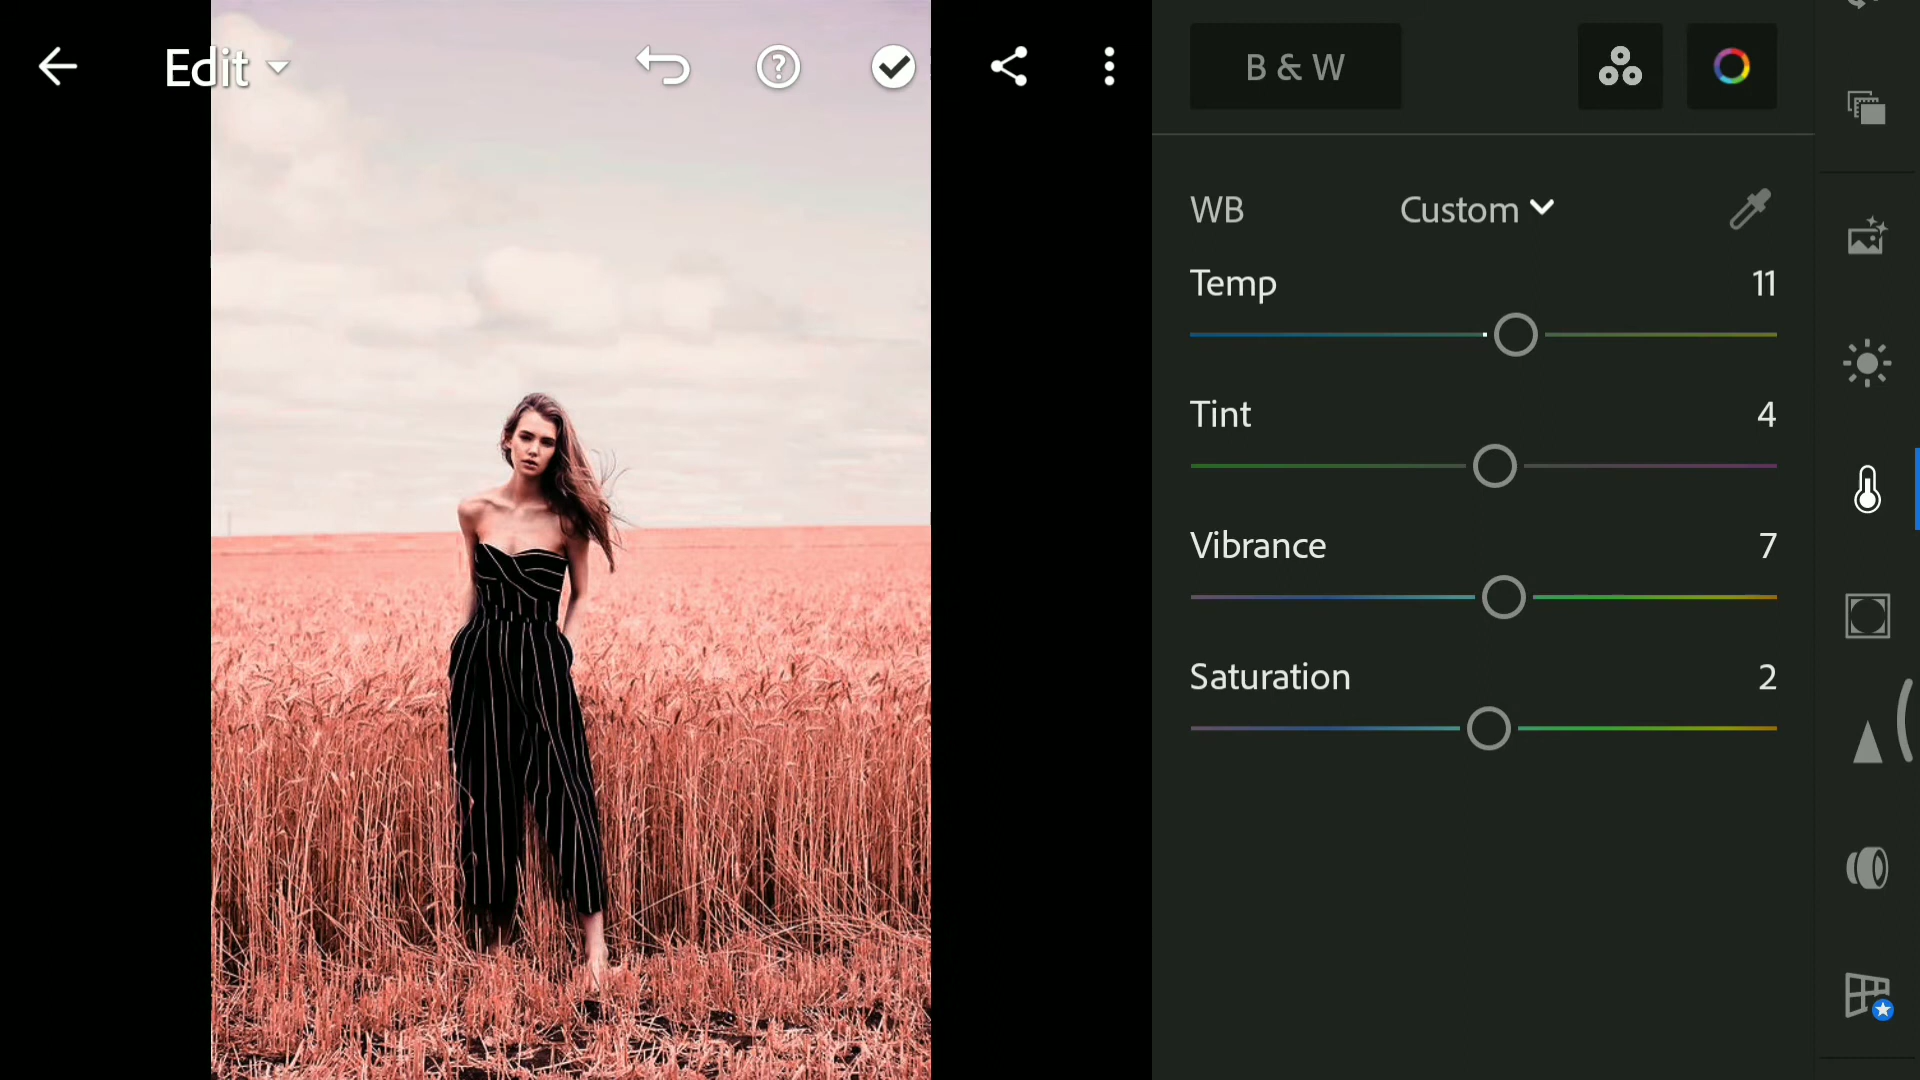 Edit
B & W
WB Custom
Temp 11
Tint 4
Vibrance 7
Saturation 2